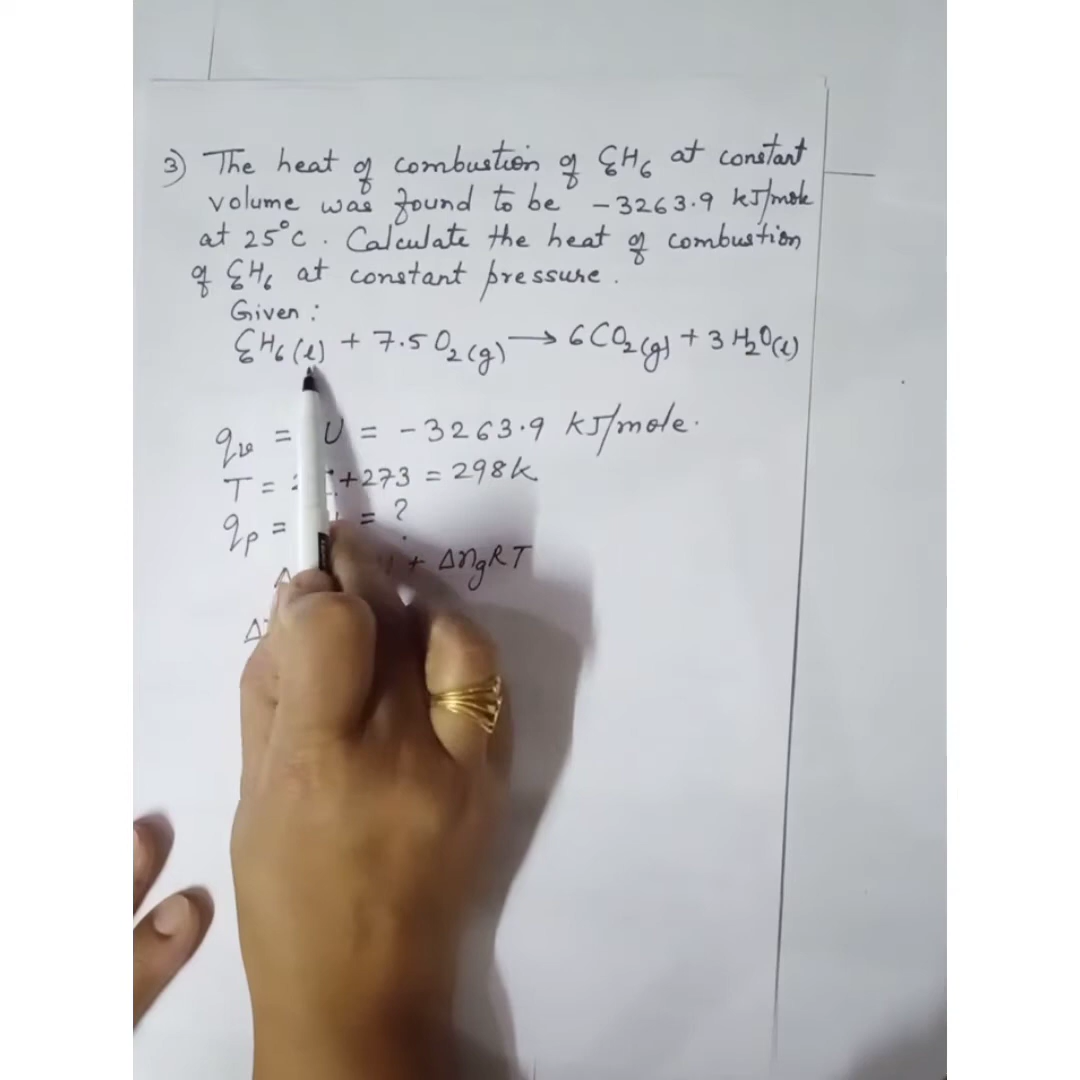 3) The heat of combustion of C6H6 at constant
volume was found to be -3263.9 kJ/mole
at 25°C. Calculate the heat of combustion
of C6H6 at constant pressure.
Given :
C6H6(l) + 7.5 O2(g) → 6CO2(g) + 3H2O(l)
qv = U = -3263.9 kJ/mole.
T = +273 = 298k
qp = = ?
+ ΔngRT
Δ